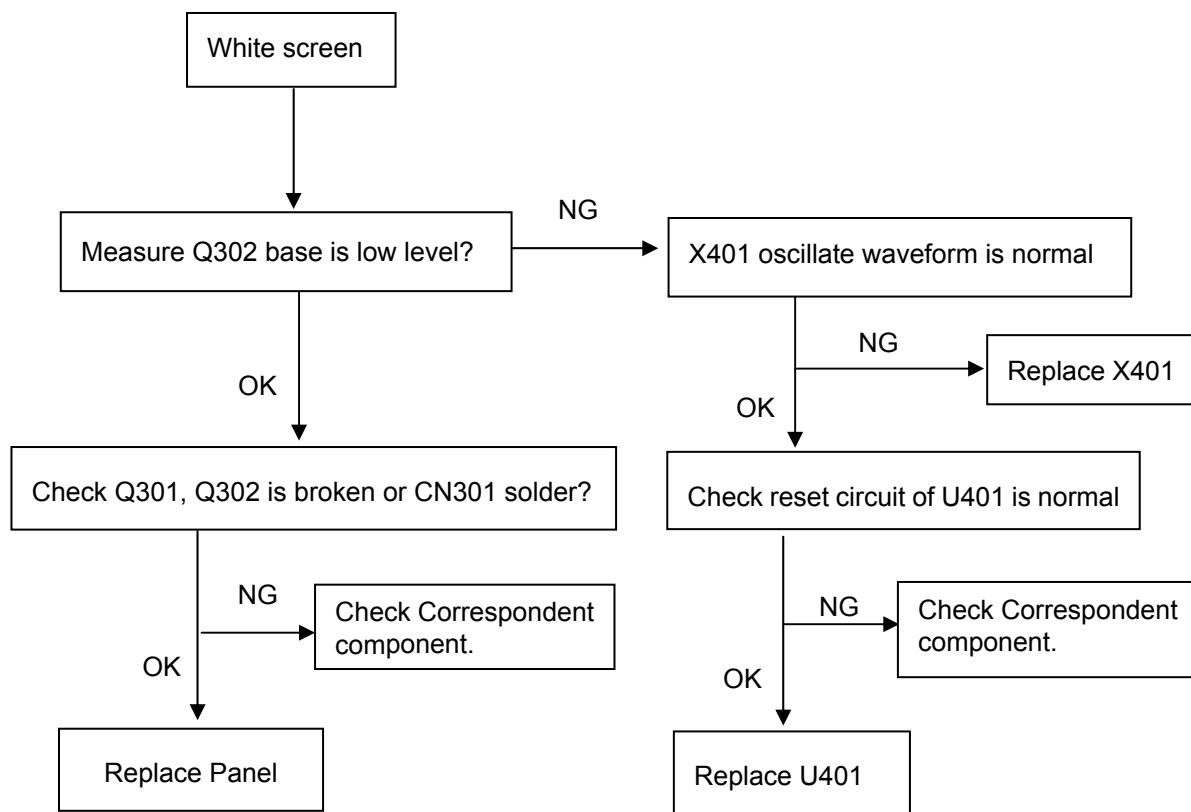 White screen
NG
Measure Q302 base is low level?
X401 oscillate waveform is normal
NG
Replace X401
OK
OK
Check Q301, Q302 is broken or CN301 solder?
Check reset circuit of U401 is normal
NG
Check Correspondent
component.
NG
Check Correspondent
component.
OK
OK
Replace Panel
Replace U401